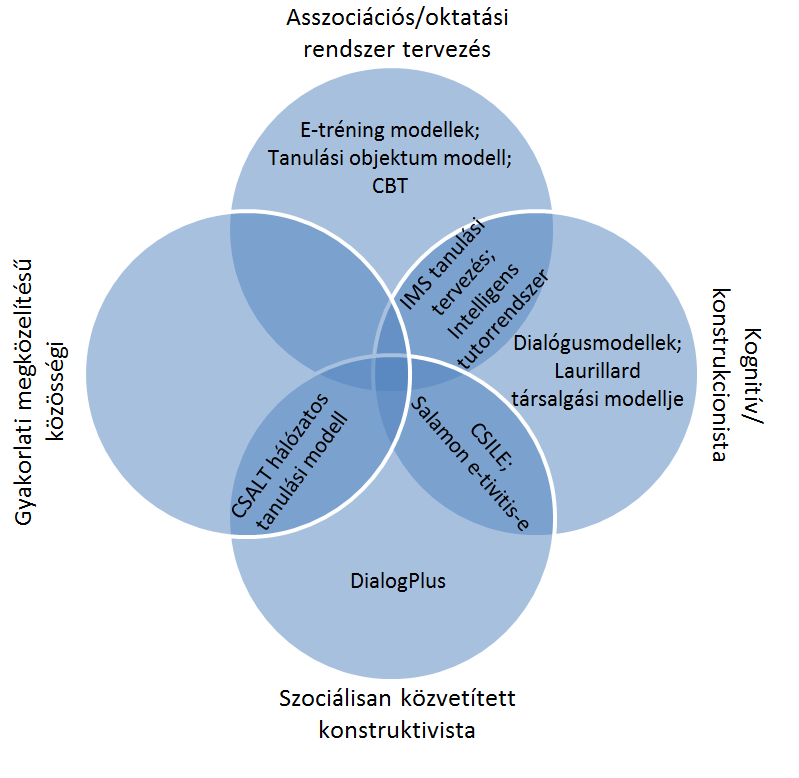 Asszociációs/oktatási
rendszer tervezés
E-tréning modellek;
Tanulási objektum modell;
CBT
IMS tanulási
tervezés;
Intelligens
tutorrendszer
Dialógusmodellek;
Laurillard
társalgási modellje
Kognitív/
konstrukcionista
Gyakorlati megközelítésű
közösségi
CSALT hálózatos
tanulási modell
CSILE;
Salamon e-tivitis-e
DialogPlus
Szociálisan közvetített
konstruktivista